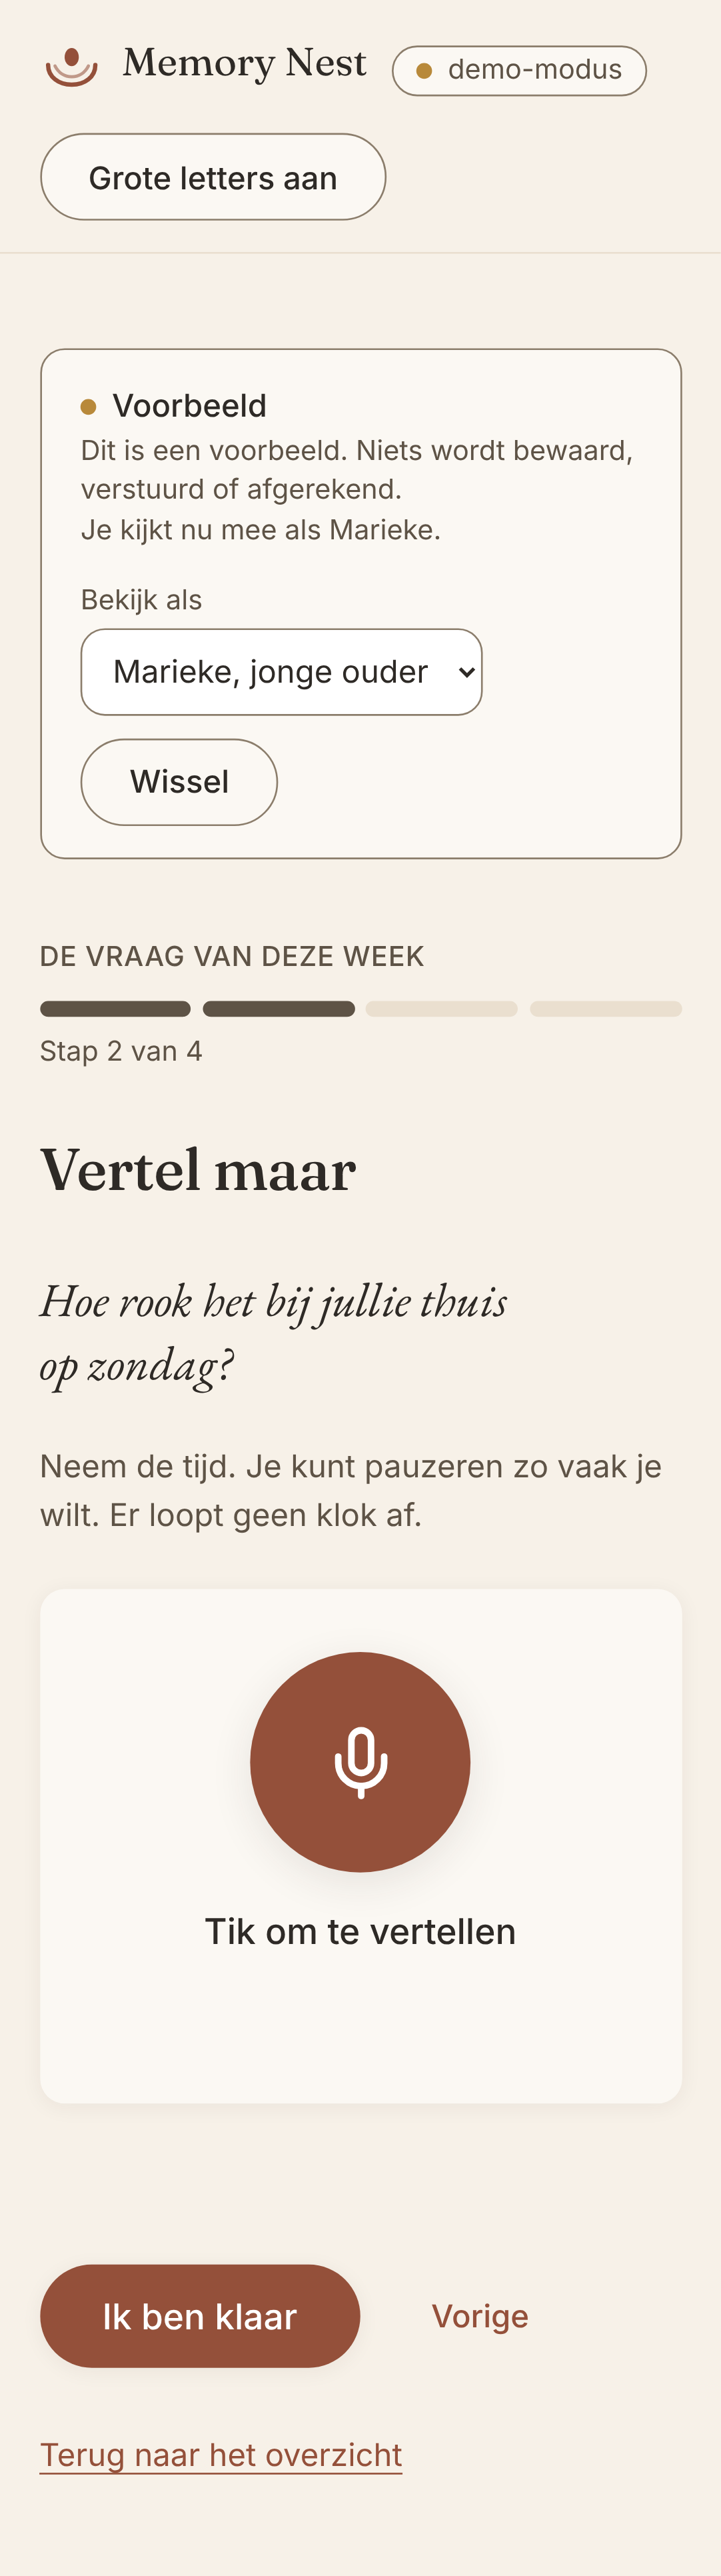 Memory Nest
demo-modus
Grote letters aan
Voorbeeld
Dit is een voorbeeld. Niets wordt bewaard,
verstuurd of afgerekend.
Je kijkt nu mee als Marieke.
Bekijk als
Marieke, jonge ouder
Wissel
DE VRAAG VAN DEZE WEEK
Stap 2 van 4
Vertel maar
Hoe rook het bij jullie thuis
op zondag?
Neem de tijd. Je kunt pauzeren zo vaak je
wilt. Er loopt geen klok af.
Tik om te vertellen
Ik ben klaar
Vorige
Terug naar het overzicht